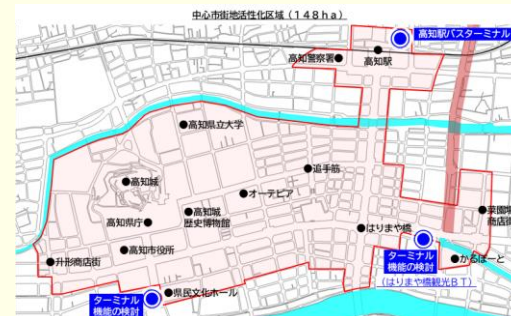 中心市街地活性化区域（１４８ｈａ）
高知駅バスターミナル
高知警察署
高知駅
高知県立大学
追手筋
高知城
オーテピア
菜園場
商店街
高知県庁
高知城
歴史博物館
はりまや橋
高知市役所
升形商店街
ターミナル
機能の検討
かるぽーと
（はりまや橋観光ＢＴ）
県民文化ホール
ターミナル
機能の検討